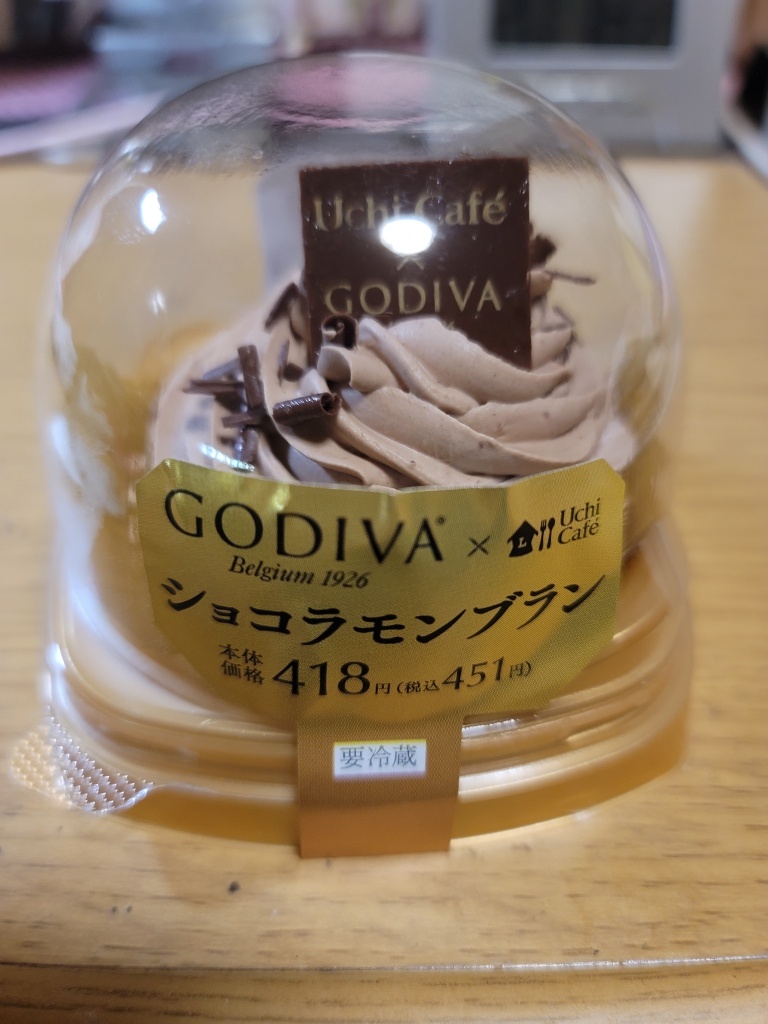 Uchi Café
×
GODIVA
GODIVA® × Uchi Café
L
Belgium 1926
ショコラモンブラン
本体価格 418円(税込451円)
要冷蔵